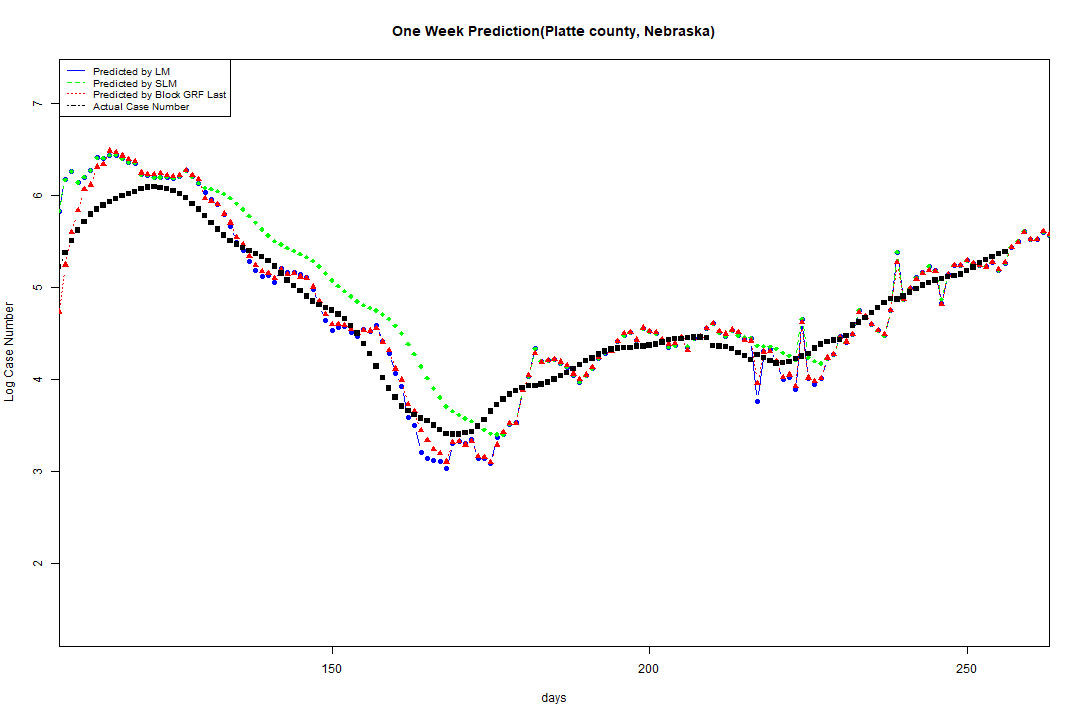 One Week Prediction(Platte county, Nebraska)
Predicted by LM
Predicted by SLM
Predicted by Block GRF Last
Actual Case Number
7
6
5
4
3
2
Log Case Number
150
200
250
days